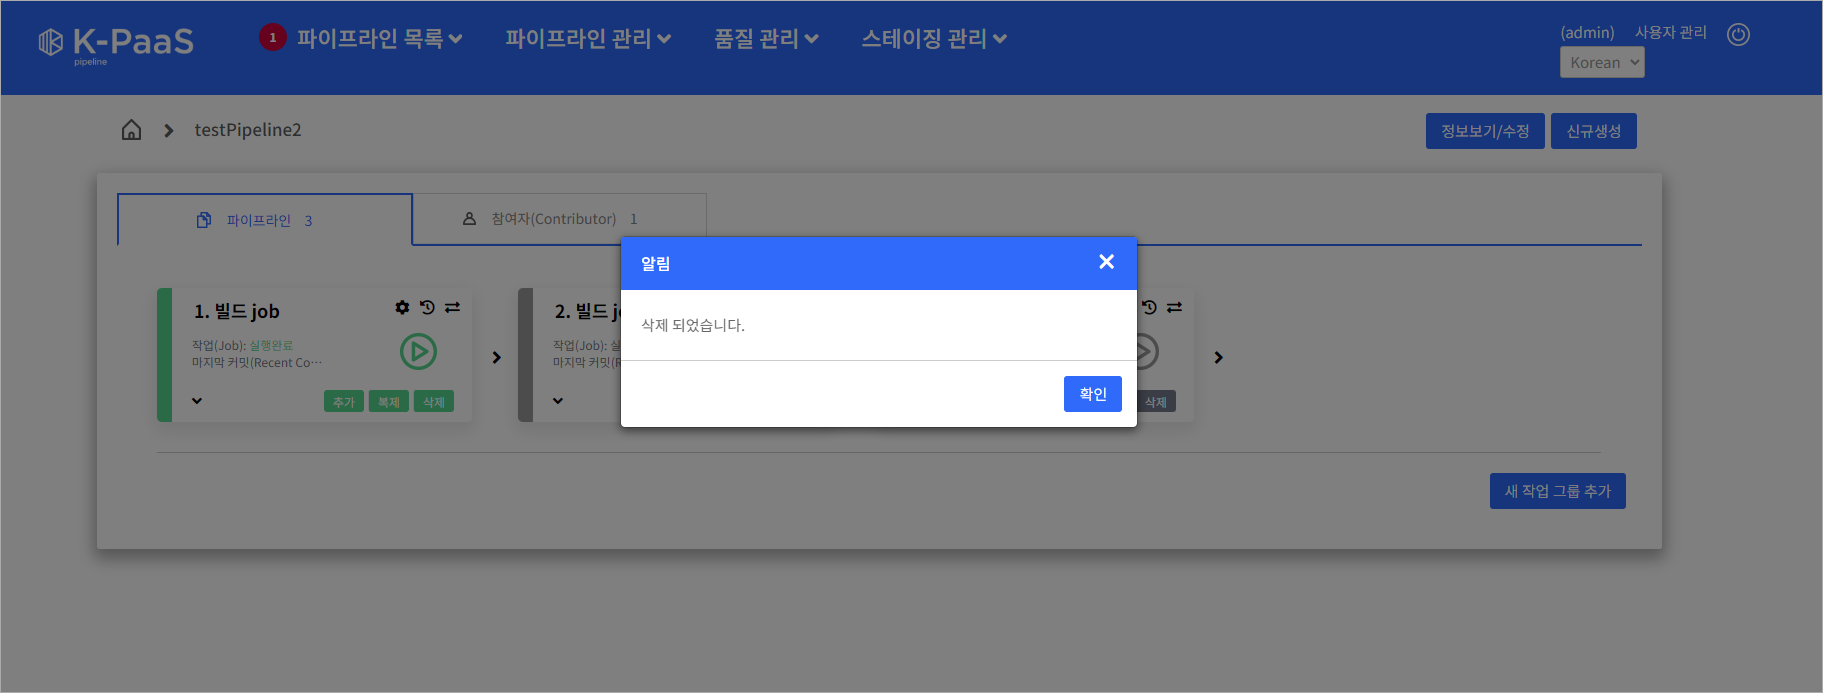 K-PaaS
pipeline
1
파이프라인 목록
파이프라인 관리
품질 관리
스테이징 관리
(admin)
사용자 관리
Korean
testPipeline2
정보보기/수정
신규생성
파이프라인 3
참여자(Contributor) 1
알림
삭제 되었습니다.
확인
1. 빌드 job
작업(Job): 실행완료
마지막 커밋(Recent Co···
추가
복제
삭제
2. 빌드
작업(Job):
마지막 커밋(R
삭제
새 작업 그룹 추가